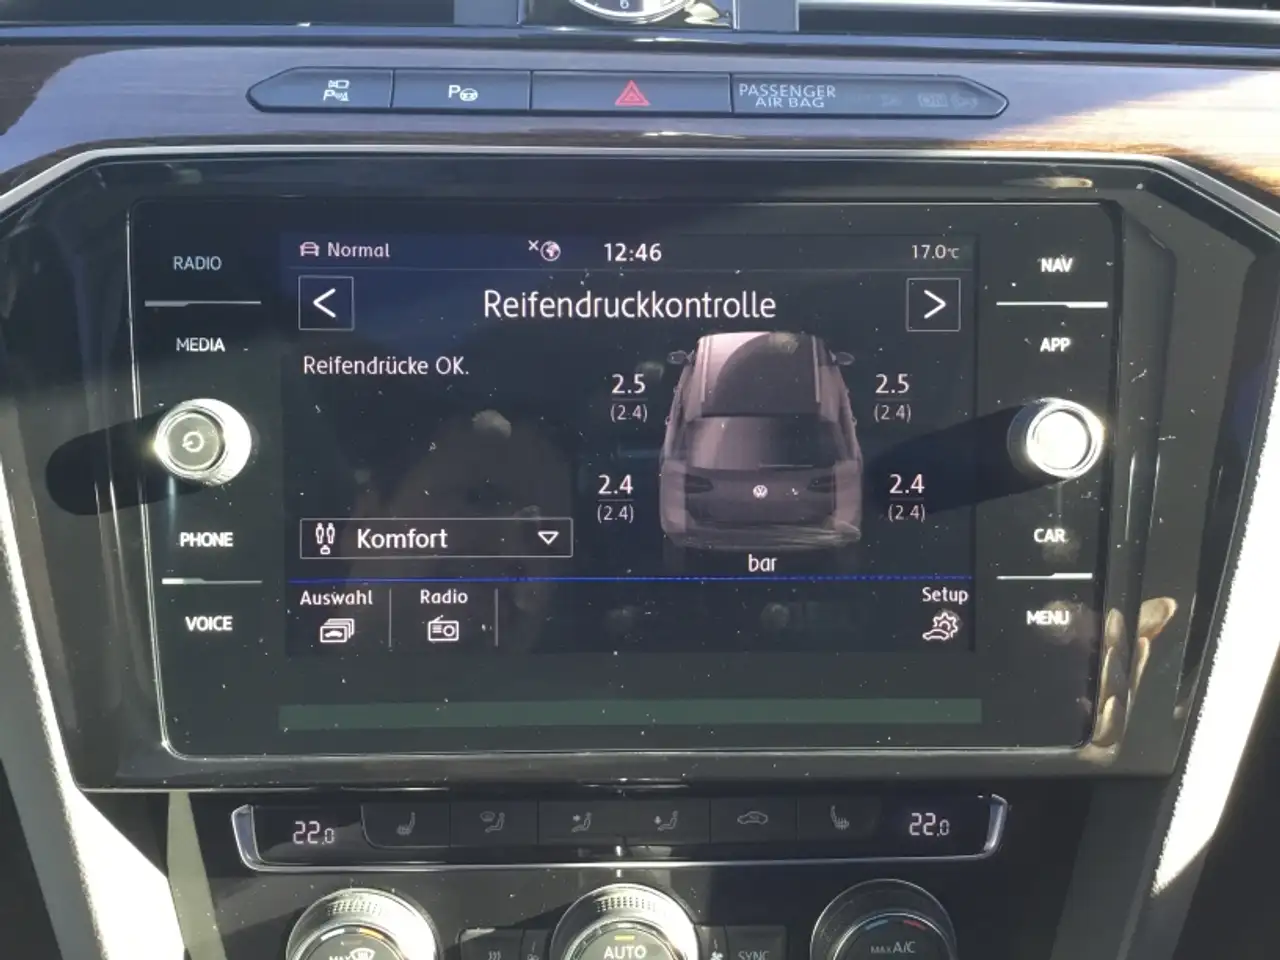 P
PASSENGER
AIR BAG
RADIO
MEDIA
PHONE
VOICE
Normal
12:46
17.0°C
<
Reifendruckkontrolle
>
Reifendrücke OK.
2.5
(2.4)
2.5
(2.4)
2.4
(2.4)
2.4
(2.4)
bar
Komfort
Auswahl
Radio
Setup
NAV
APP
CAR
MENU
22.0
22.0
MAX
AUTO
SYNC
MAX A/C